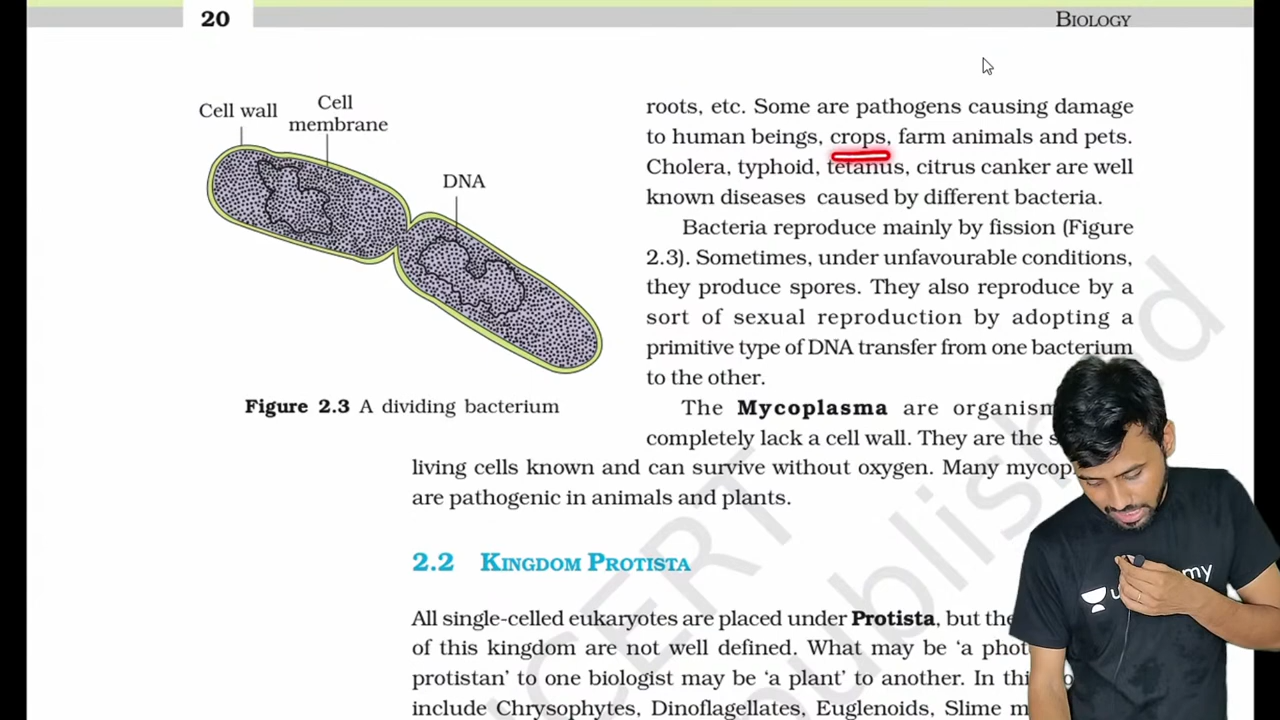 20
BIOLOGY
Cell wall
Cell
membrane
DNA
Figure 2.3 A dividing bacterium
roots, etc. Some are pathogens causing damage
to human beings, crops, farm animals and pets.
Cholera, typhoid, tetanus, citrus canker are well
known diseases caused by different bacteria.
Bacteria reproduce mainly by fission (Figure
2.3). Sometimes, under unfavourable conditions,
they produce spores. They also reproduce by a
sort of sexual reproduction by adopting a
primitive type of DNA transfer from one bacterium
to the other.
The Mycoplasma are organism
completely lack a cell wall. They are the
living cells known and can survive without oxygen. Many
are pathogenic in animals and plants.
2.2 KINGDOM PROTISTA
All single-celled eukaryotes are placed under Protista, but
of this kingdom are not well defined. What may be ‘a
protistan’ to one biologist may be ‘a plant’ to another. In
include Chrysophytes, Dinoflagellates, Euglenoids, Slime
NCERT
published